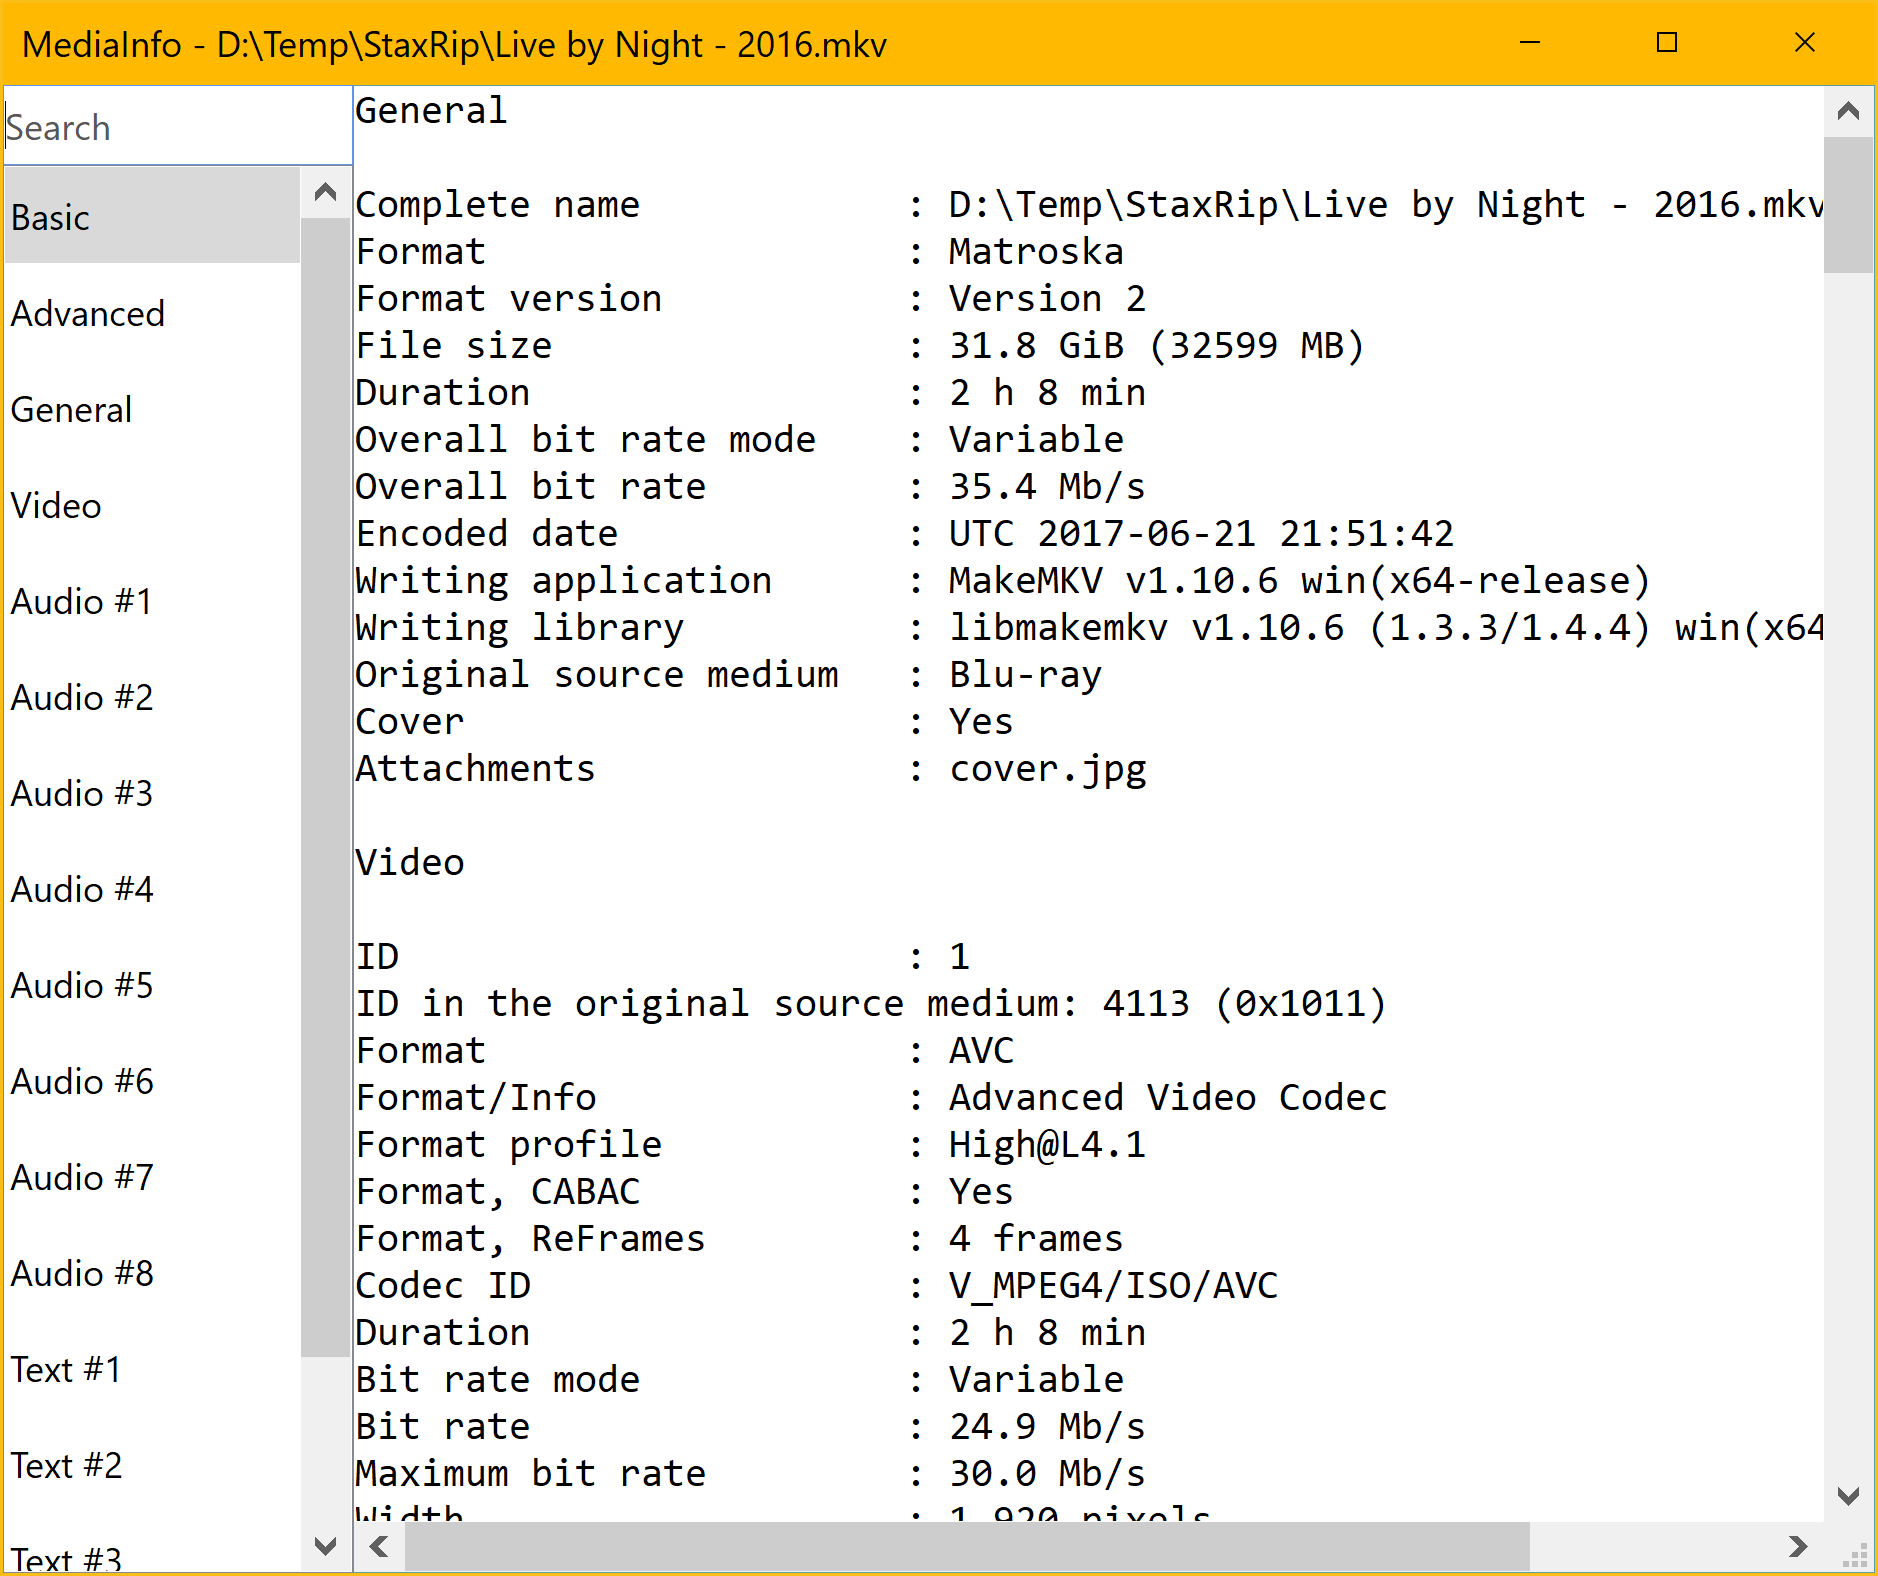 MediaInfo - D:\Temp\StaxRip\Live by Night - 2016.mkv
Search
Basic
Advanced
General
Video
Audio #1
Audio #2
Audio #3
Audio #4
Audio #5
Audio #6
Audio #7
Audio #8
Text #1
Text #2
Text #3
General
Complete name : D:\Temp\StaxRip\Live by Night - 2016.mkv
Format : Matroska
Format version : Version 2
File size : 31.8 GiB (32599 MB)
Duration : 2 h 8 min
Overall bit rate mode : Variable
Overall bit rate : 35.4 Mb/s
Encoded date : UTC 2017-06-21 21:51:42
Writing application : MakeMKV v1.10.6 win(x64-release)
Writing library : libmakemkv v1.10.6 (1.3.3/1.4.4) win(x64
Original source medium : Blu-ray
Cover : Yes
Attachments : cover.jpg
Video
ID : 1
ID in the original source medium: 4113 (0x1011)
Format : AVC
Format/Info : Advanced Video Codec
Format profile : High@L4.1
Format, CABAC : Yes
Format, ReFrames : 4 frames
Codec ID : V_MPEG4/ISO/AVC
Duration : 2 h 8 min
Bit rate mode : Variable
Bit rate : 24.9 Mb/s
Maximum bit rate : 30.0 Mb/s
Width : 1 920 pixels